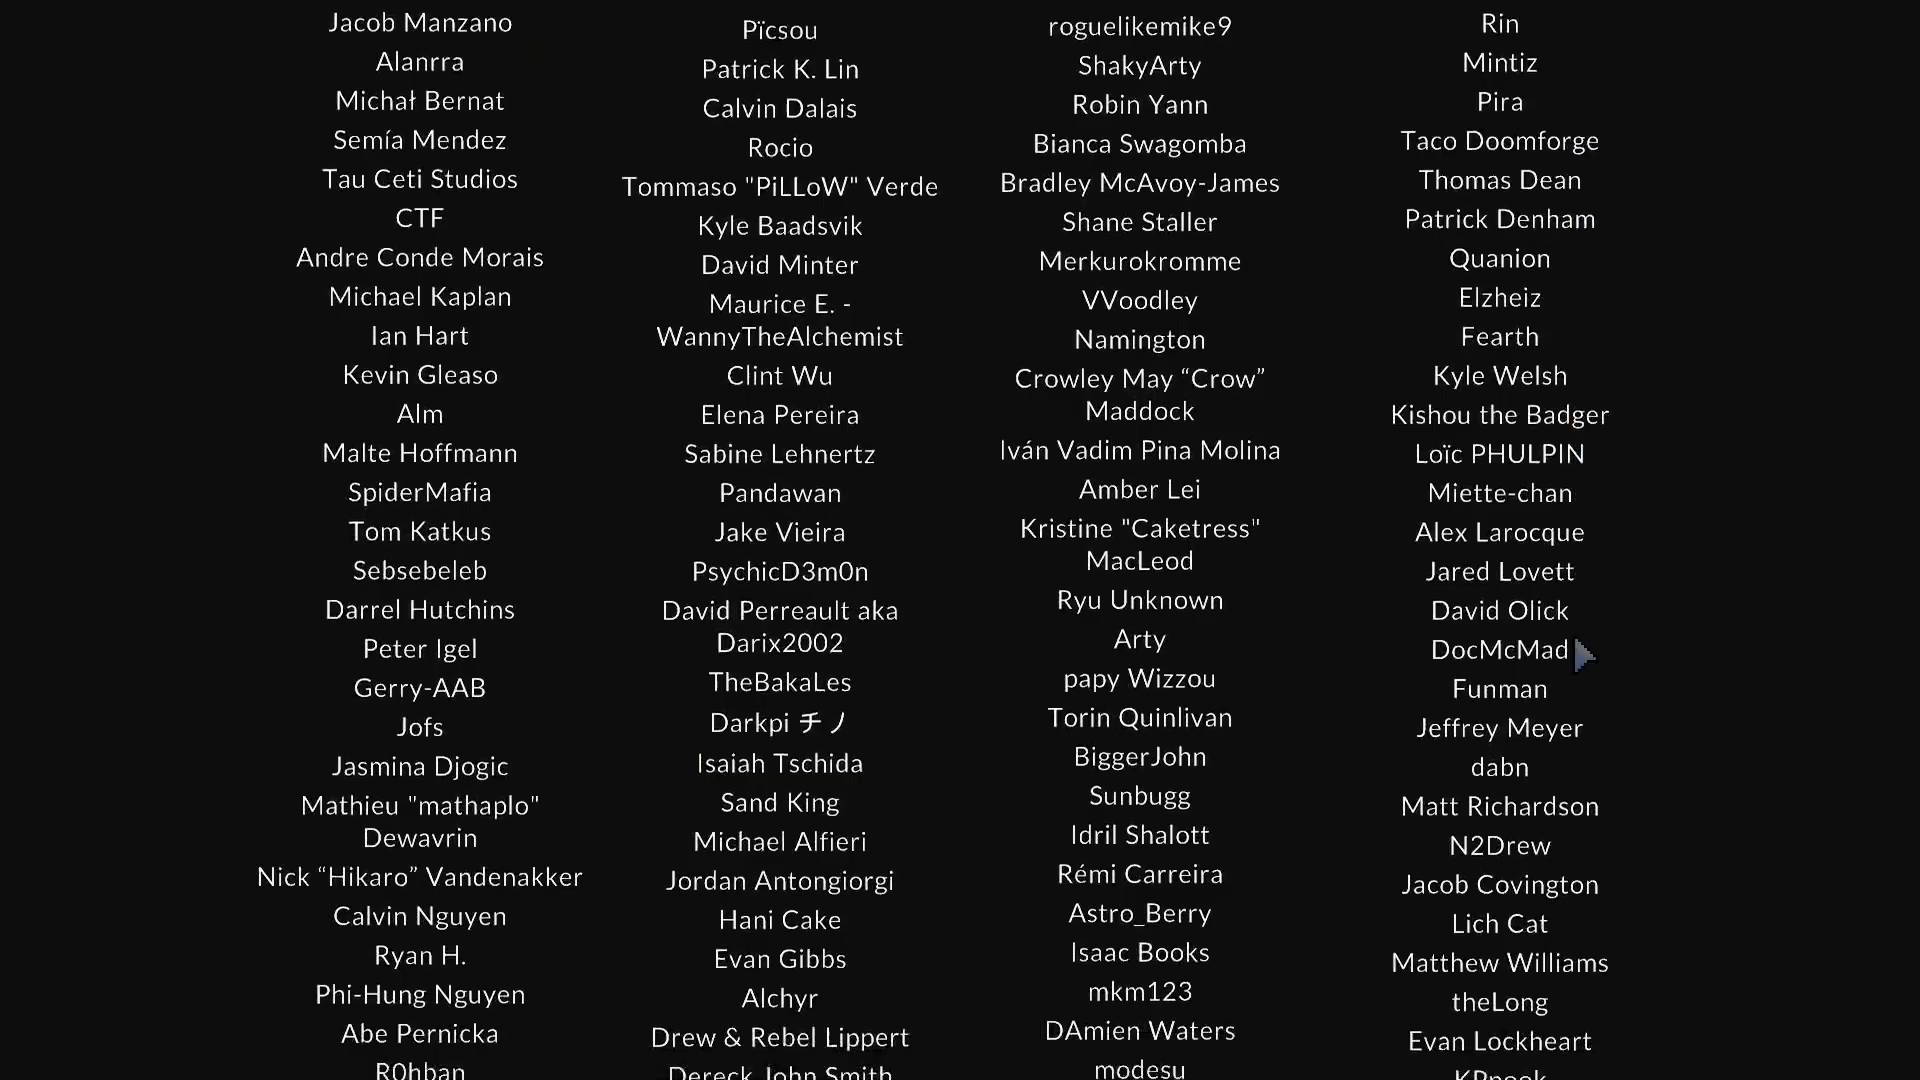 Jacob Manzano
Alanrra
Michał Bernat
Semía Mendez
Tau Ceti Studios
CTF
Andre Conde Morais
Michael Kaplan
Ian Hart
Kevin Gleaso
Alm
Malte Hoffmann
SpiderMafia
Tom Katkus
Sebsebeleb
Darrel Hutchins
Peter Igel
Gerry-AAB
Jofs
Jasmina Djogic
Mathieu "mathaplo"
Dewavrin
Nick “Hikaro” Vandenakker
Calvin Nguyen
Ryan H.
Phi-Hung Nguyen
Abe Pernicka
R0hban
Pïcsou
Patrick K. Lin
Calvin Dalais
Rocio
Tommaso "PiLLoW" Verde
Kyle Baadsvik
David Minter
Maurice E. -
WannyTheAlchemist
Clint Wu
Elena Pereira
Sabine Lehnertz
Pandawan
Jake Vieira
PsychicD3m0n
David Perreault aka
Darix2002
TheBakaLes
Darkpi チノ
Isaiah Tschida
Sand King
Michael Alfieri
Jordan Antongiorgi
Hani Cake
Evan Gibbs
Alchyr
Drew & Rebel Lippert
Dereck John Smith
roguelikemike9
ShakyArty
Robin Yann
Bianca Swagomba
Bradley McAvoy-James
Shane Staller
Merkurokromme
VVoodley
Namington
Crowley May “Crow”
Maddock
Iván Vadim Pina Molina
Amber Lei
Kristine "Caketress"
MacLeod
Ryu Unknown
Arty
papy Wizzou
Torin Quinlivan
BiggerJohn
Sunbugg
Idril Shalott
Rémi Carreira
Astro_Berry
Isaac Books
mkm123
DAmien Waters
modesu
Rin
Mintiz
Pira
Taco Doomforge
Thomas Dean
Patrick Denham
Quanion
Elzheiz
Fearth
Kyle Welsh
Kishou the Badger
Loïc PHULPIN
Miette-chan
Alex Larocque
Jared Lovett
David Olick
DocMcMad
Funman
Jeffrey Meyer
dabn
Matt Richardson
N2Drew
Jacob Covington
Lich Cat
Matthew Williams
theLong
Evan Lockheart